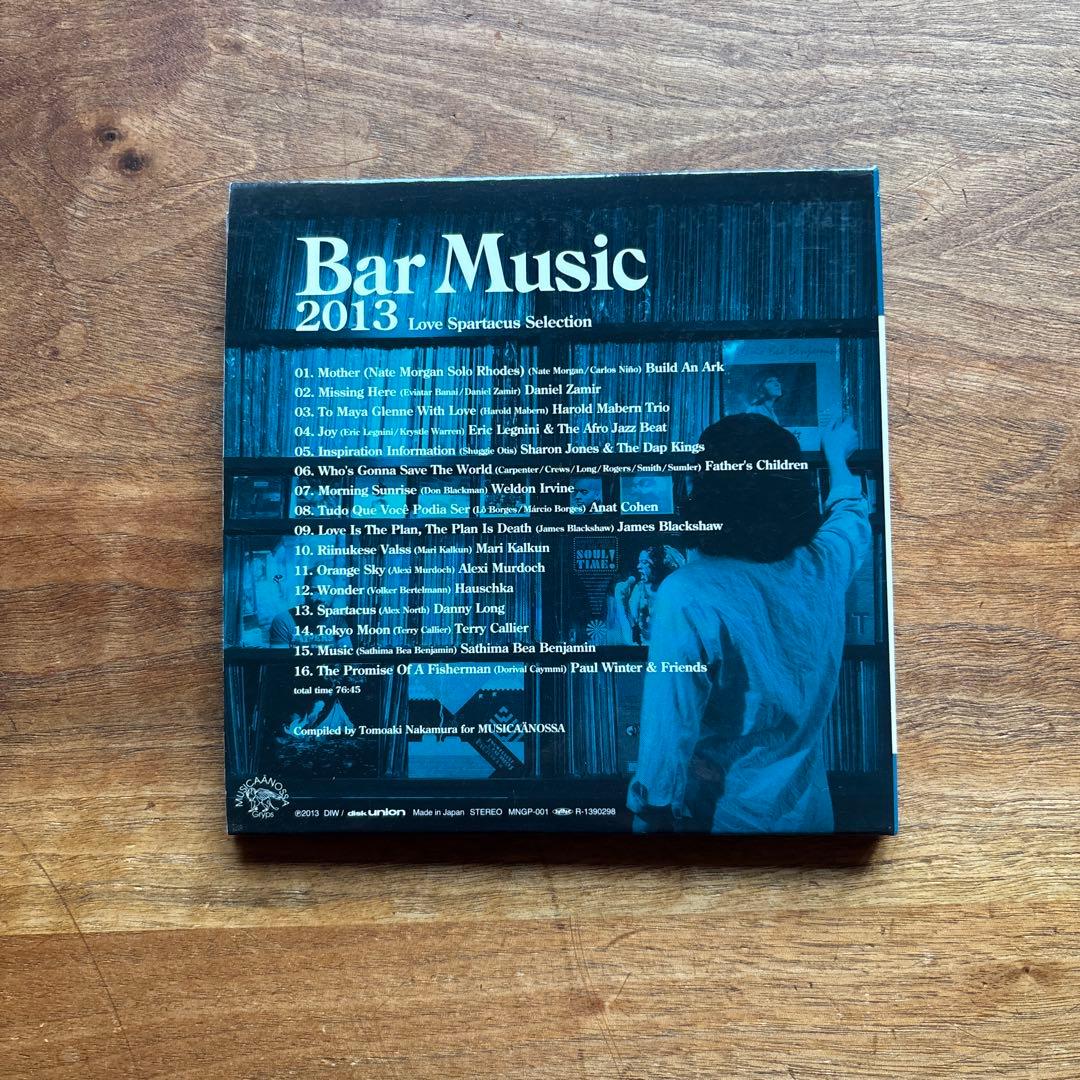 Bar Music
2013 Love Spartacus Selection
01. Mother (Nate Morgan Solo Rhodes) (Nate Morgan/Carlos Niño) Build An Ark
02. Missing Here (Eviatar Banai/Daniel Zamir) Daniel Zamir
03. To Maya Glenne With Love (Harold Mabern) Harold Mabern Trio
04. Joy (Eric Legnini/Krystle Warren) Eric Legnini & The Afro Jazz Beat
05. Inspiration Information (Shuggie Otis) Sharon Jones & The Dap Kings
06. Who's Gonna Save The World (Carpenter/Crews/Long/Rogers/Smith/Sumler) Father's Children
07. Morning Sunrise (Don Blackman) Weldon Irvine
08. Tudo Que Você Podia Ser (Lô Borges/Márcio Borges) Anat Cohen
09. Love Is The Plan, The Plan Is Death (James Blackshaw) James Blackshaw
10. Riinukese Valss (Mari Kalkun) Mari Kalkun
11. Orange Sky (Alexi Murdoch) Alexi Murdoch
12. Wonder (Volker Bertelmann) Hauschka
13. Spartacus (Alex North) Danny Long
14. Tokyo Moon (Terry Callier) Terry Callier
15. Music (Sathima Bea Benjamin) Sathima Bea Benjamin
16. The Promise Of A Fisherman (Dorival Caymmi) Paul Winter & Friends
total time 76:45
Compiled by Tomoaki Nakamura for MUSICAÄNOSSA
SOUL
TIME!
MUSICAÄNOSSA
Gryps
℗2013 DIW / disk union Made in Japan STEREO MNGP-001 R-1390298